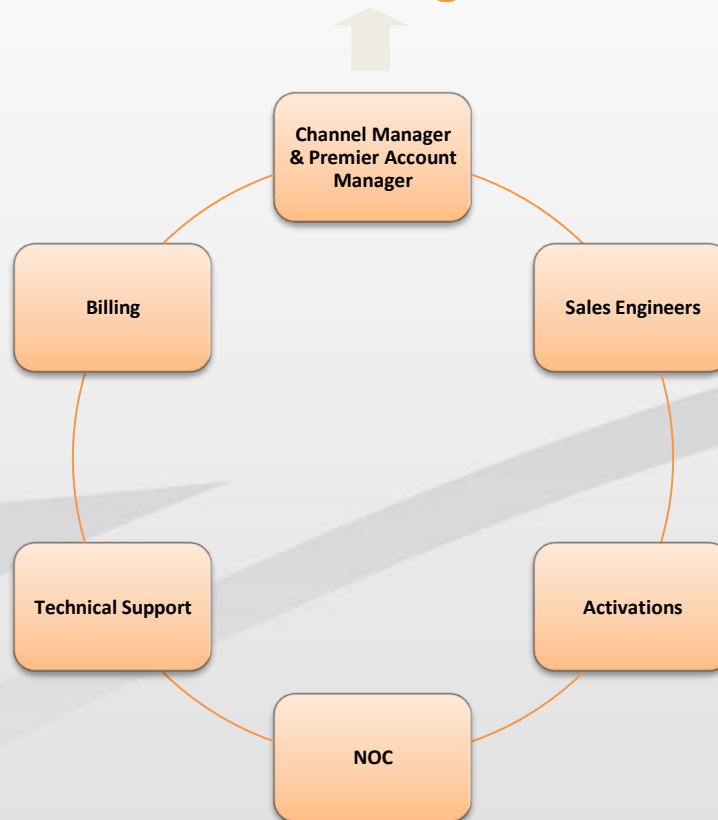 Channel Manager
& Premier Account
Manager
Billing
Sales Engineers
Technical Support
Activations
NOC